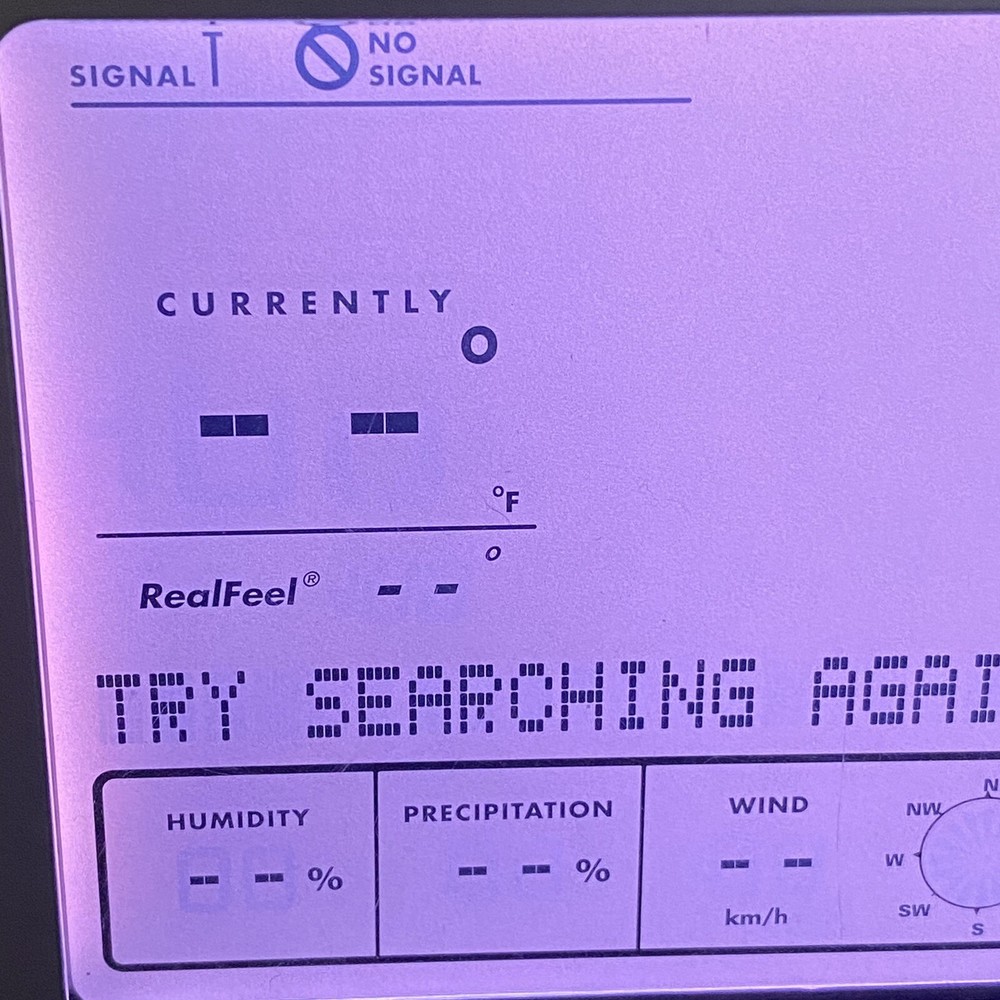 SIGNAL
NO
SIGNAL
CURRENTLY
-- -- °
°F
RealFeel® - - °
TRY SEARCHING AGAI
HUMIDITY
-- -- %
PRECIPITATION
-- -- %
WIND
-- --
km/h
N
NW
W
SW
S